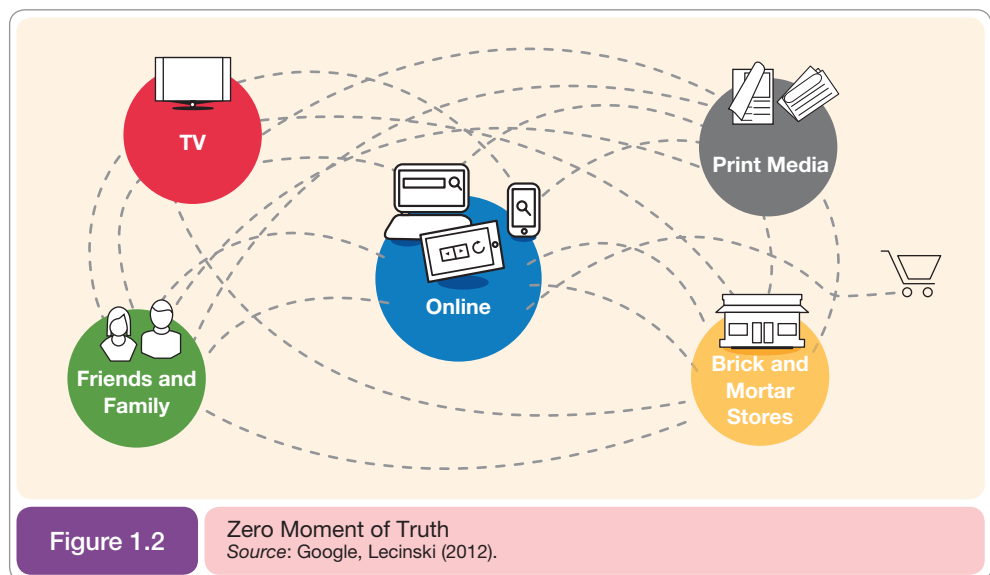 TV
Print Media
Online
Friends and
Family
Brick and
Mortar
Stores
Figure 1.2
Zero Moment of Truth
Source: Google, Lecinski (2012).